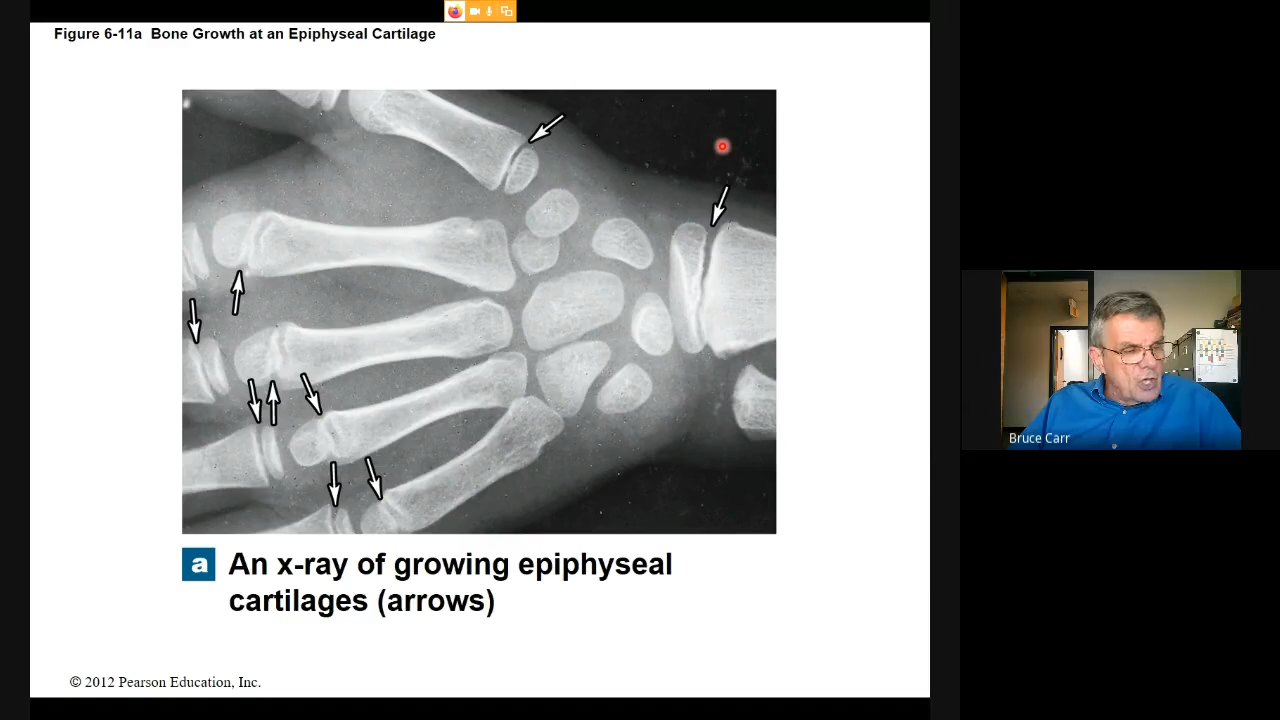 Figure 6-11a Bone Growth at an Epiphyseal Cartilage
a An x-ray of growing epiphyseal
cartilages (arrows)
© 2012 Pearson Education, Inc.
Bruce Carr